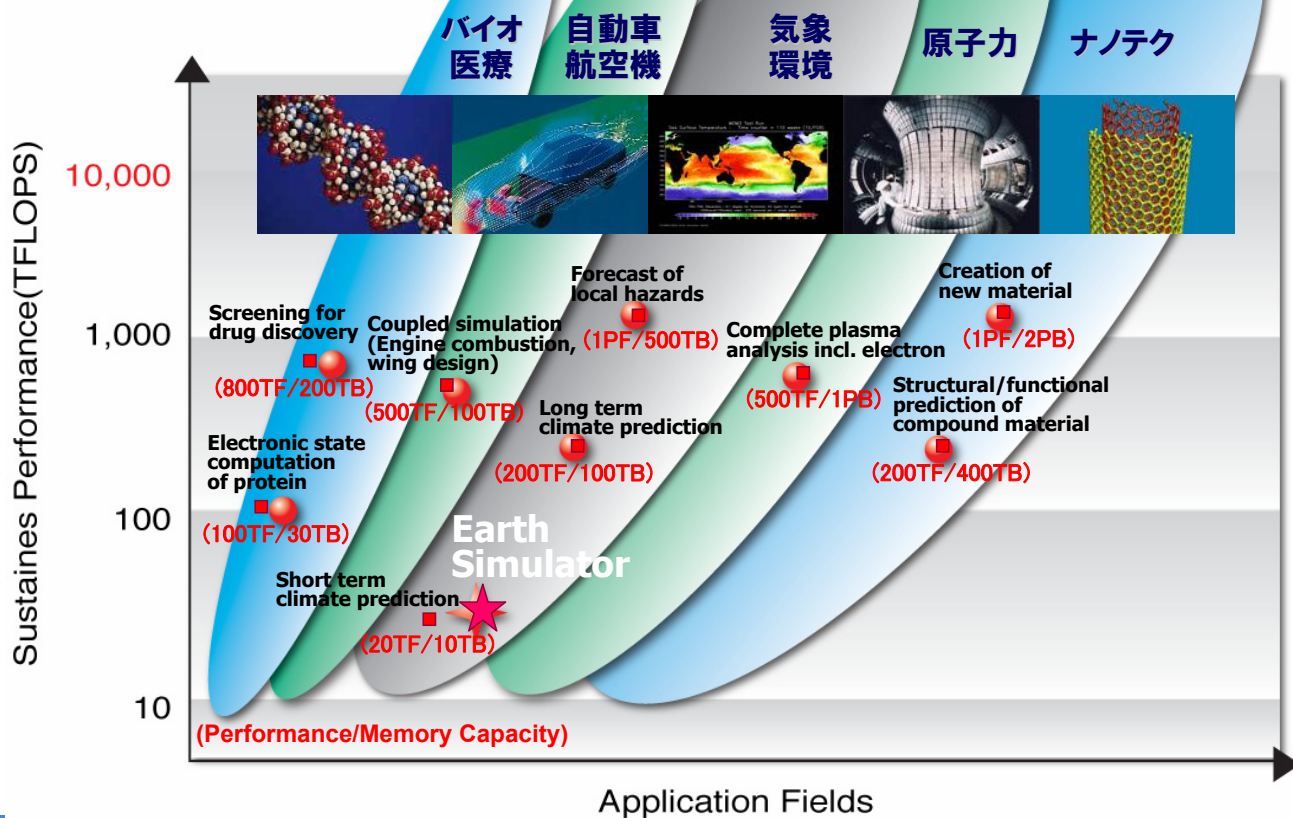 バイオ
医療
自動車
航空機
気象
環境
原子力
ナノテク
Sustaines Performance(TFLOPS)
10,000
1,000
100
10
Screening for
drug discovery
(800TF/200TB)
Electronic state
computation
of protein
(100TF/30TB)
Coupled simulation
(Engine combustion,
wing design)
(500TF/100TB)
Forecast of
local hazards
(1PF/500TB)
Long term
climate prediction
(200TF/100TB)
Earth
Simulator
Short term
climate prediction
(20TF/10TB)
Complete plasma
analysis incl. electron
(500TF/1PB)
Creation of
new material
(1PF/2PB)
Structural/functional
prediction of
compound material
(200TF/400TB)
(Performance/Memory Capacity)
Application Fields